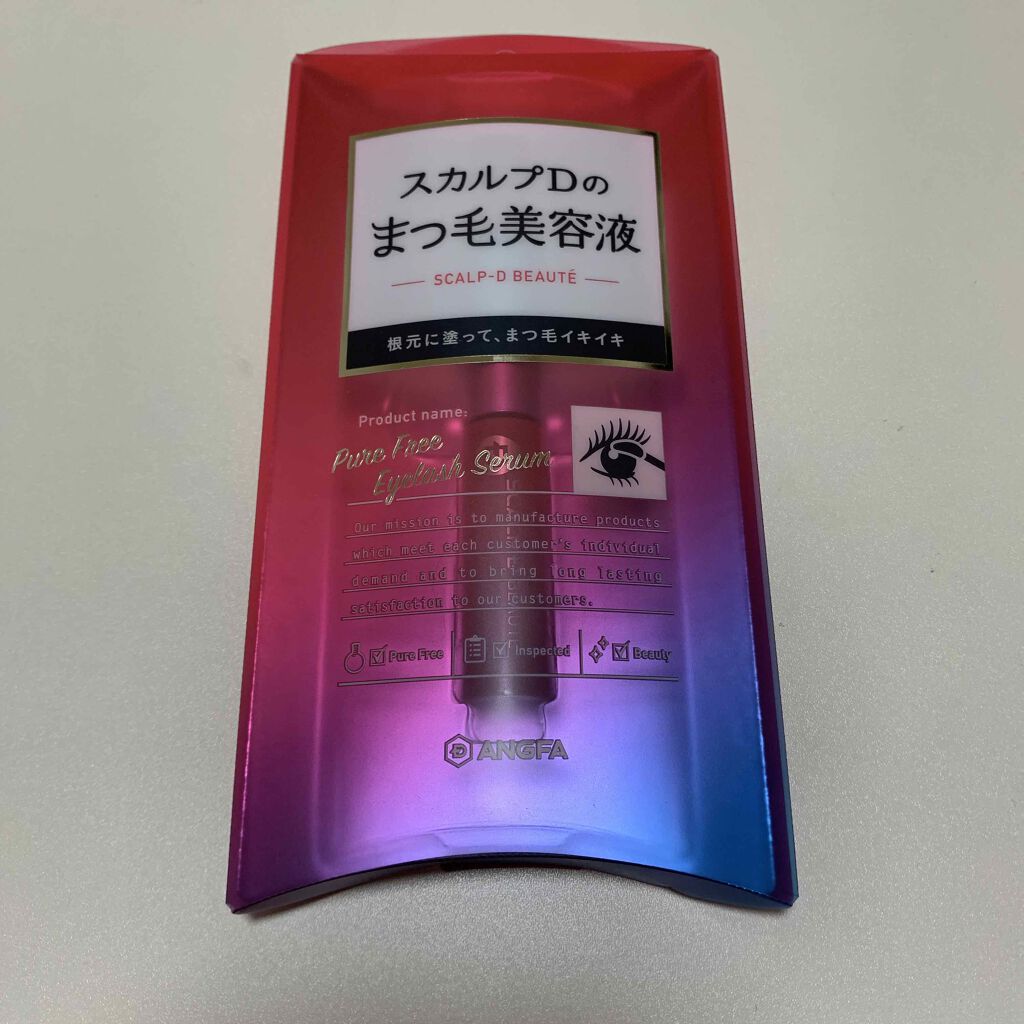 スカルプDの
まつ毛美容液
SCALP-D BEAUTÉ
根元に塗って、まつ毛イキイキ
Product name:
Pure Free
Eyelash Serum
Our mission is to manufacture products
which meet each customer's individual
demand and to bring long lasting
satisfaction to our customers.
Pure Free
Inspected
Beauty
ANGFA